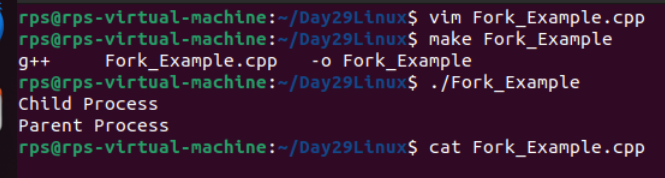 rps@rps-virtual-machine:~/Day29Linux$ vim Fork_Example.cpp
rps@rps-virtual-machine:~/Day29Linux$ make Fork_Example
g++     Fork_Example.cpp   -o Fork_Example
rps@rps-virtual-machine:~/Day29Linux$ ./Fork_Example
Child Process
Parent Process
rps@rps-virtual-machine:~/Day29Linux$ cat Fork_Example.cpp